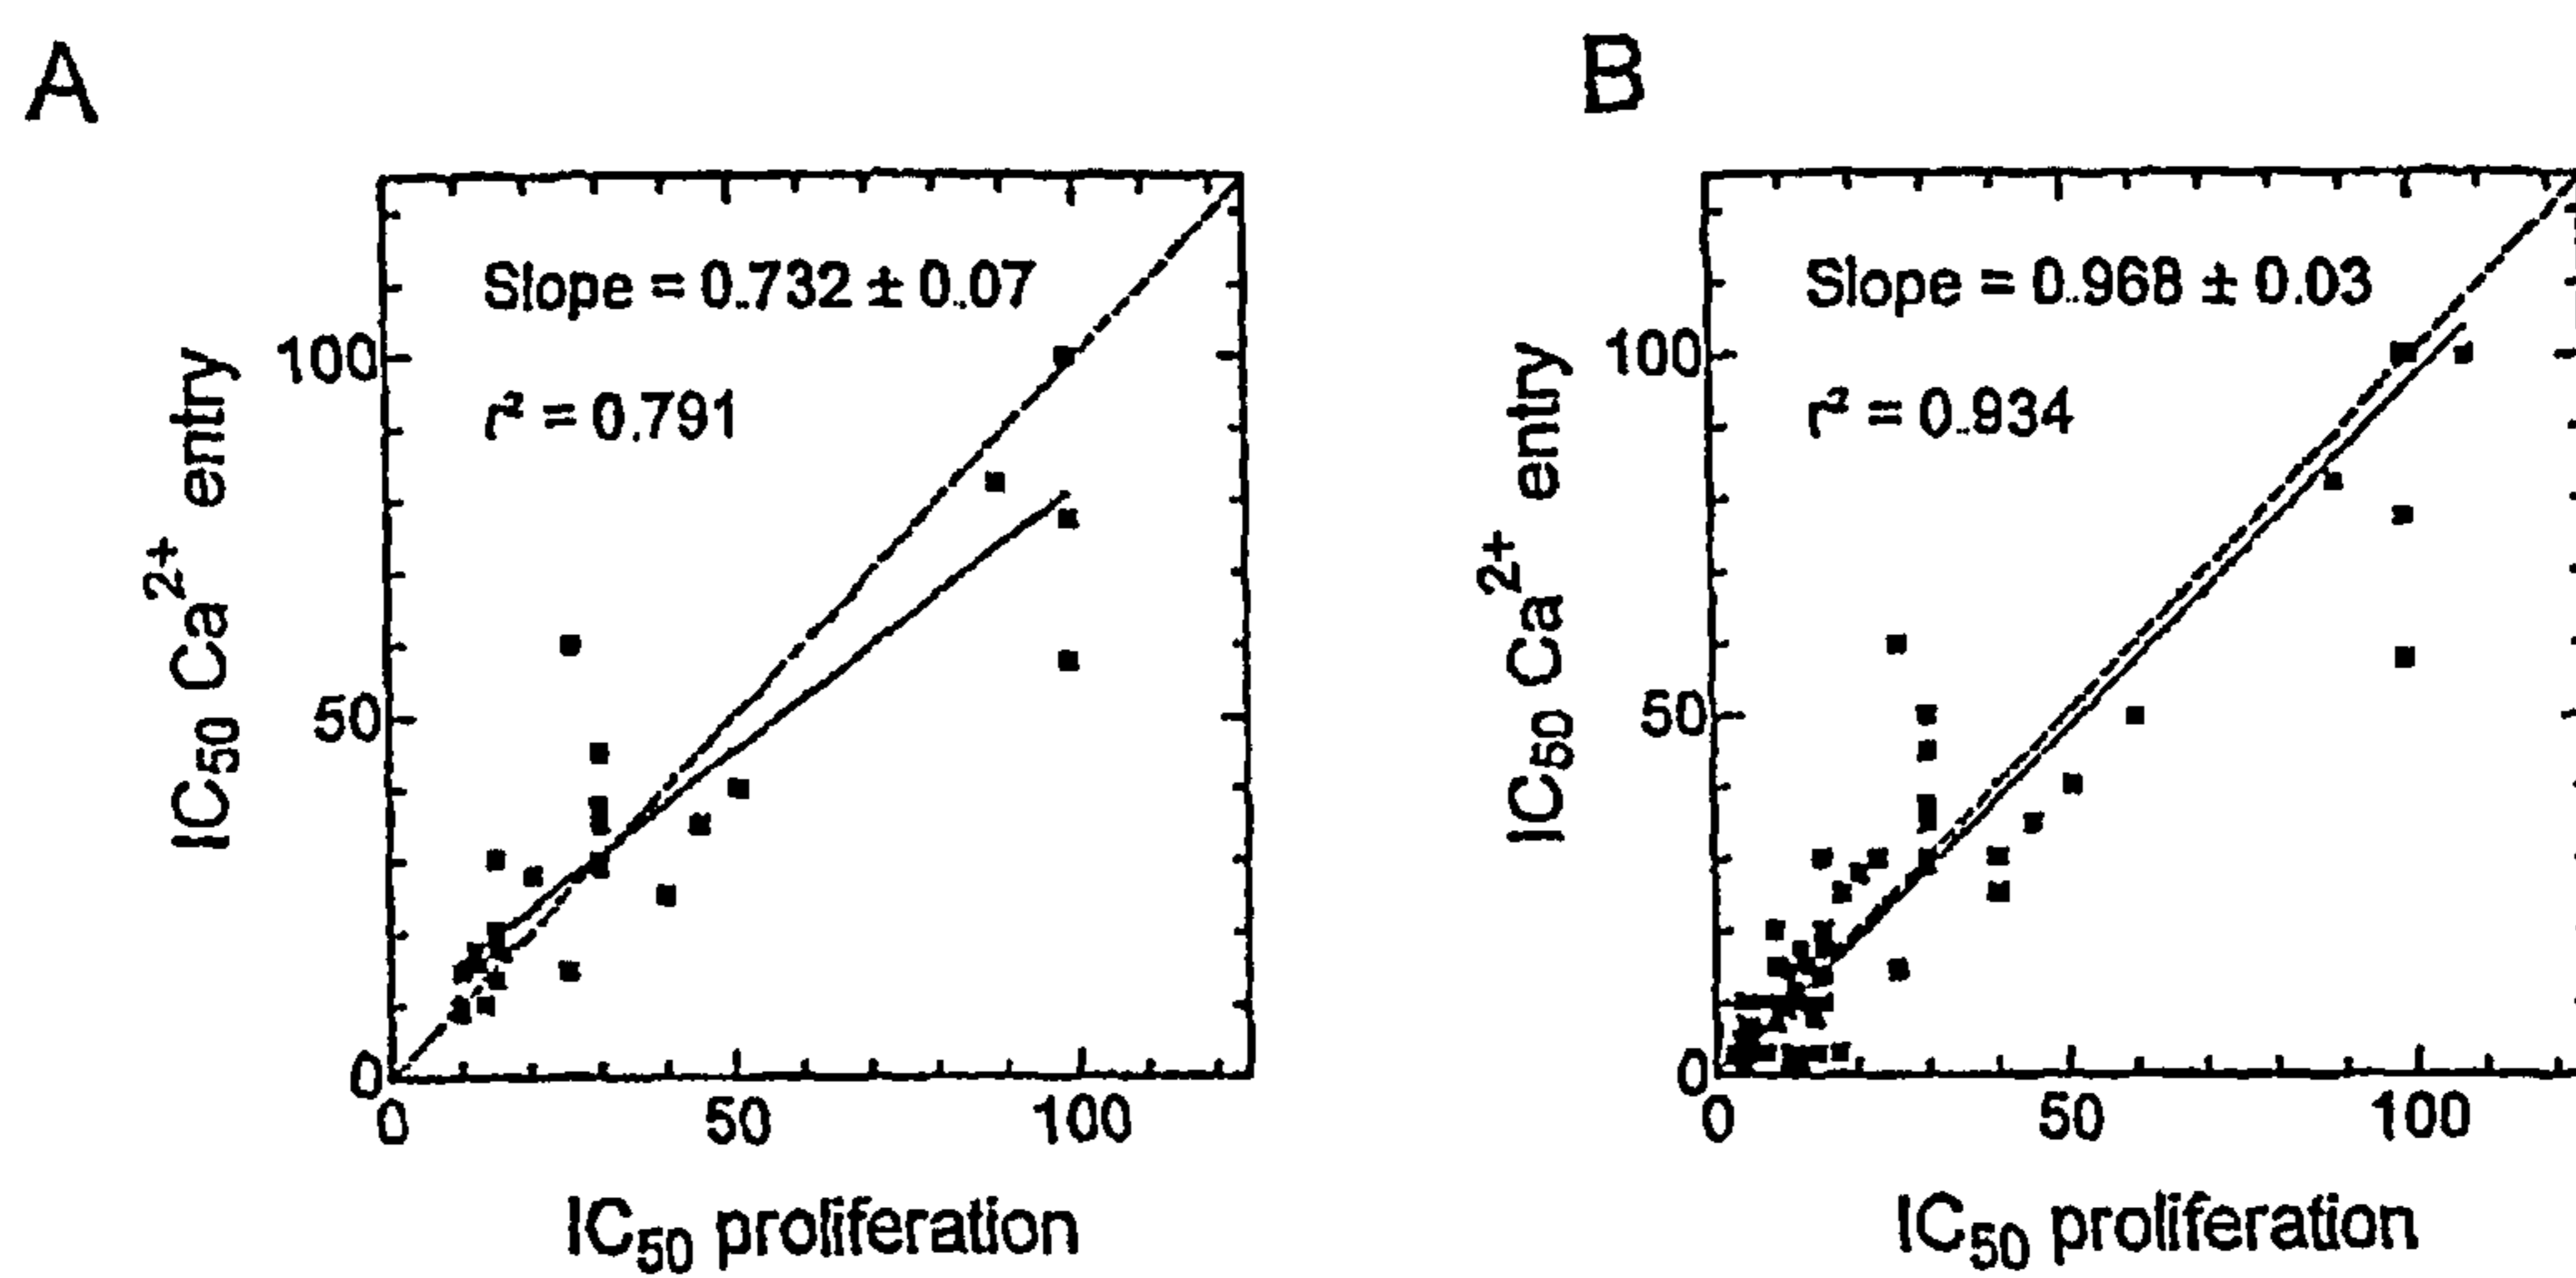 A
Slope = 0.732 ± 0.07
r² = 0.791
100
50
0
0
50
100
IC₅₀ Ca²⁺ entry
IC₅₀ proliferation
B
Slope = 0.968 ± 0.03
r² = 0.934
100
50
0
0
50
100
IC₅₀ Ca²⁺ entry
IC₅₀ proliferation